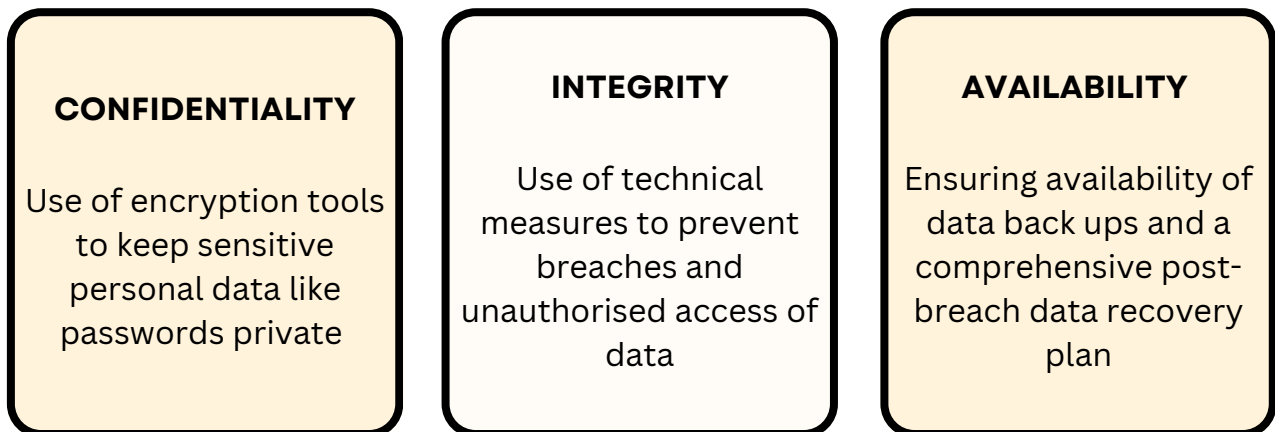 CONFIDENTIALITY
Use of encryption tools
to keep sensitive
personal data like
passwords private
INTEGRITY
Use of technical
measures to prevent
breaches and
unauthorised access of
data
AVAILABILITY
Ensuring availability of
data back ups and a
comprehensive post-
breach data recovery
plan